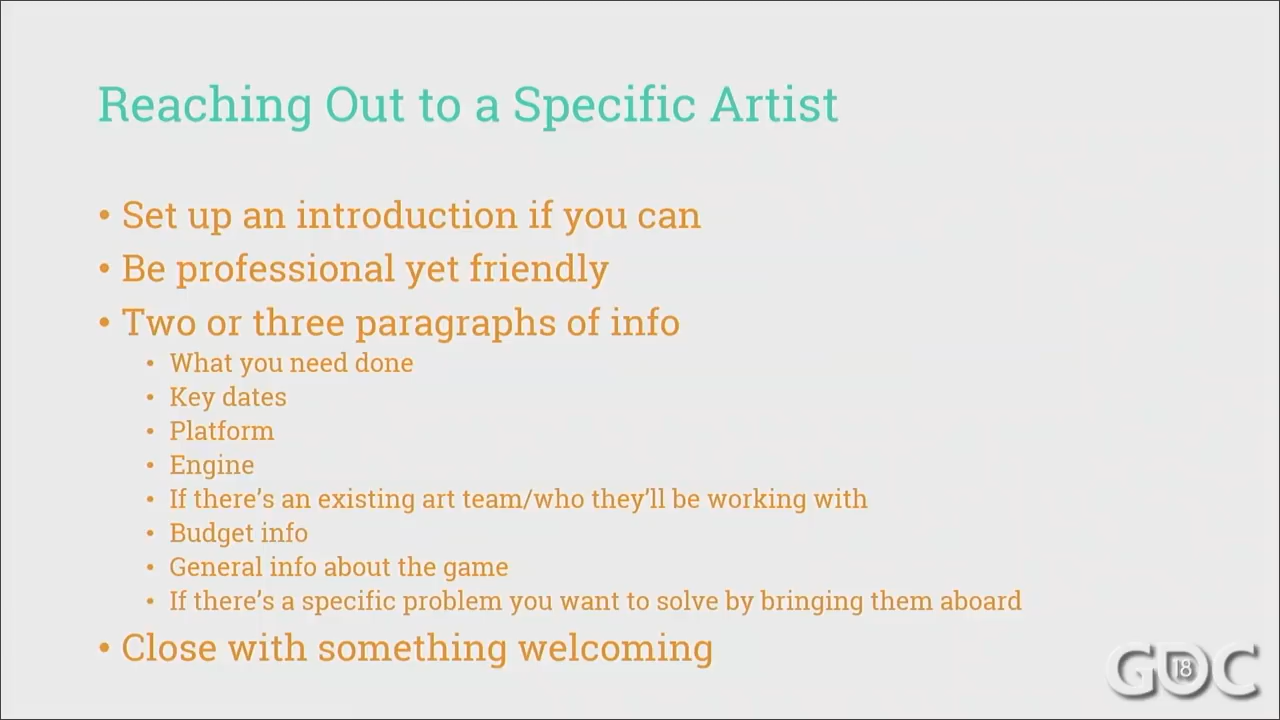 Reaching Out to a Specific Artist
• Set up an introduction if you can
• Be professional yet friendly
• Two or three paragraphs of info
• What you need done
• Key dates
• Platform
• Engine
• If there’s an existing art team/who they’ll be working with
• Budget info
• General info about the game
• If there’s a specific problem you want to solve by bringing them aboard
• Close with something welcoming
GDC 18